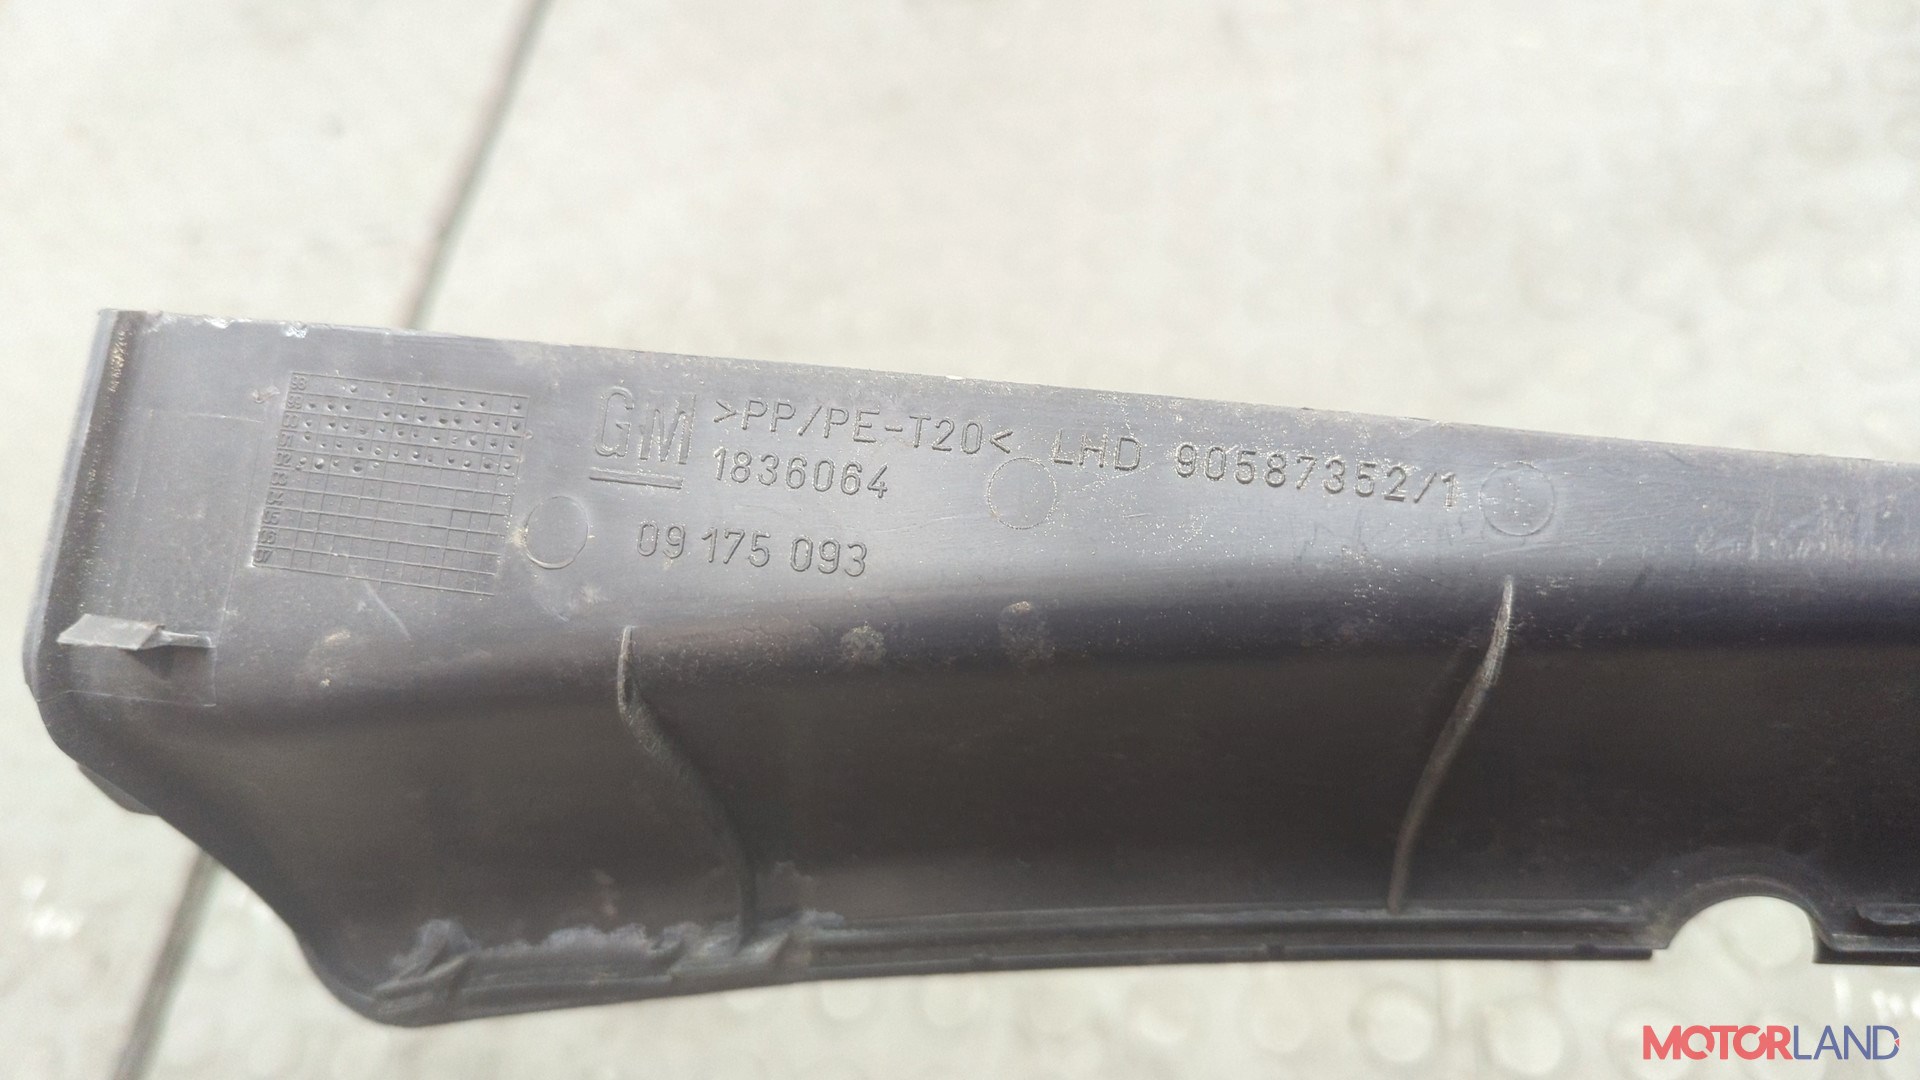 GM >PP/PE-T20< LHD 90587352/1
1836064
09 175 093
MOTORLAND